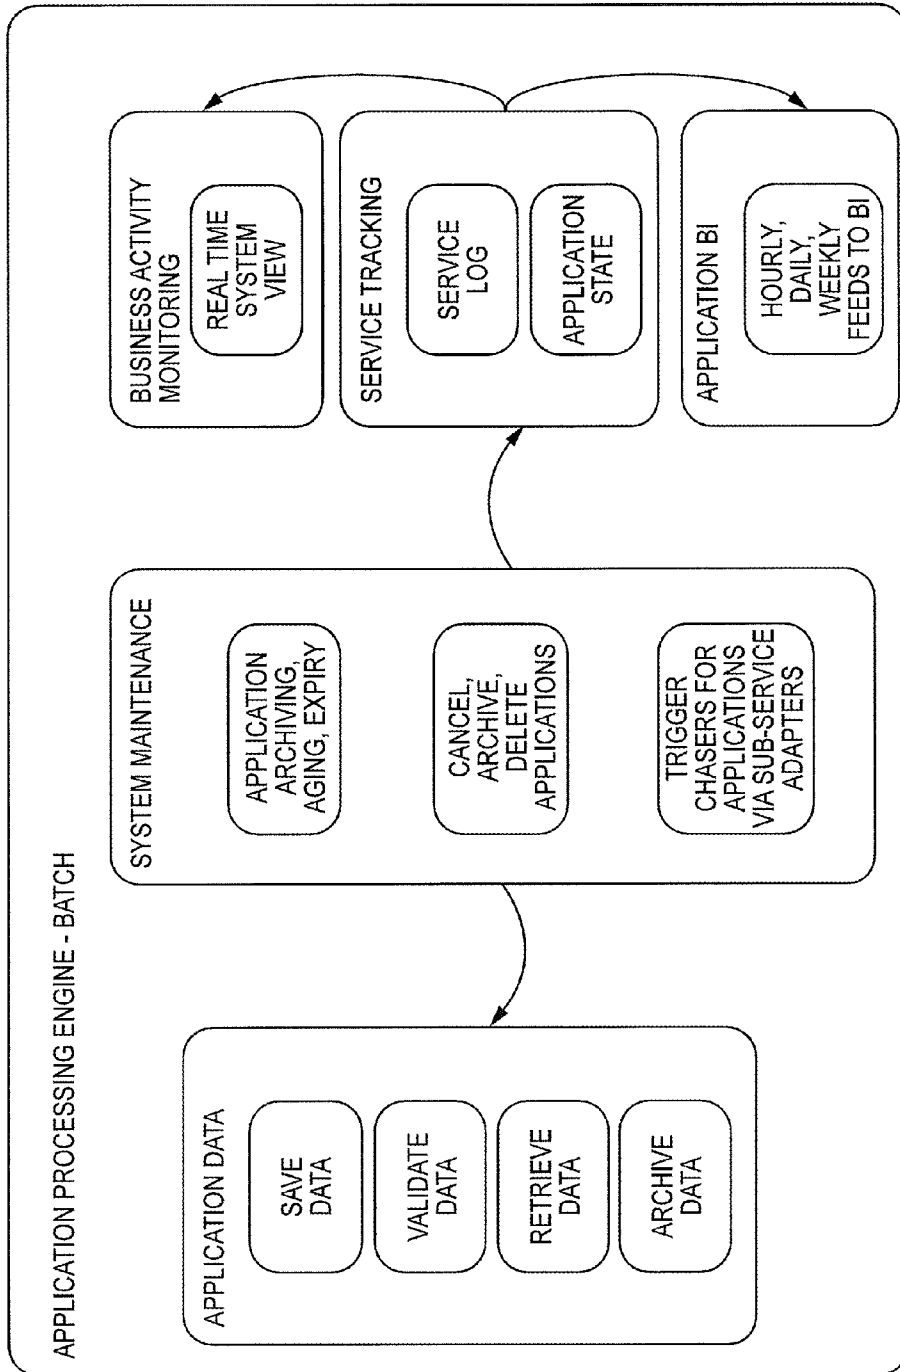 APPLICATION PROCESSING ENGINE - BATCH
APPLICATION DATA
SAVE
DATA
VALIDATE
DATA
RETRIEVE
DATA
ARCHIVE
DATA
SYSTEM MAINTENANCE
APPLICATION
ARCHIVING,
AGING, EXPIRY
CANCEL,
ARCHIVE,
DELETE
APPLICATIONS
TRIGGER
CHASERS FOR
APPLICATIONS
VIA SUB-SERVICE
ADAPTERS
BUSINESS ACTIVITY
MONITORING
REAL TIME
SYSTEM
VIEW
SERVICE TRACKING
SERVICE
LOG
APPLICATION
STATE
APPLICATION BI
HOURLY,
DAILY,
WEEKLY
FEEDS TO BI